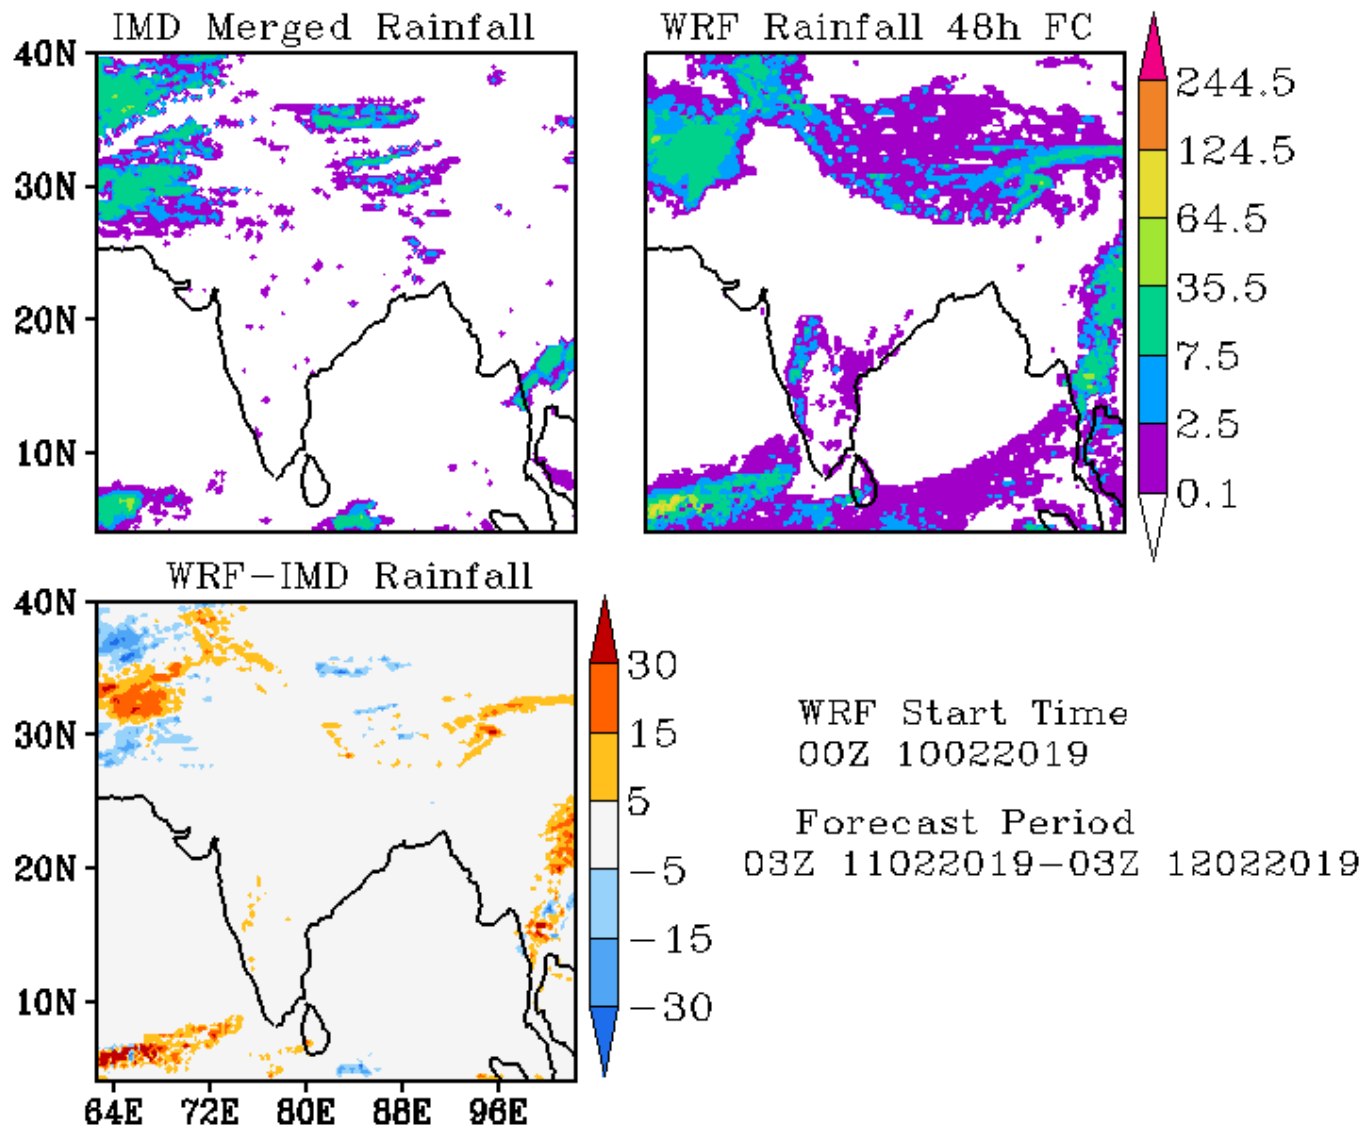 IMD Merged Rainfall
WRF Rainfall 48h FC
40N
30N
20N
10N
244.5
124.5
64.5
35.5
7.5
2.5
0.1
WRF-IMD Rainfall
40N
30N
20N
10N
64E 72E 80E 88E 96E
30
15
5
-5
-15
-30
WRF Start Time
00Z 10022019
Forecast Period
03Z 11022019-03Z 12022019